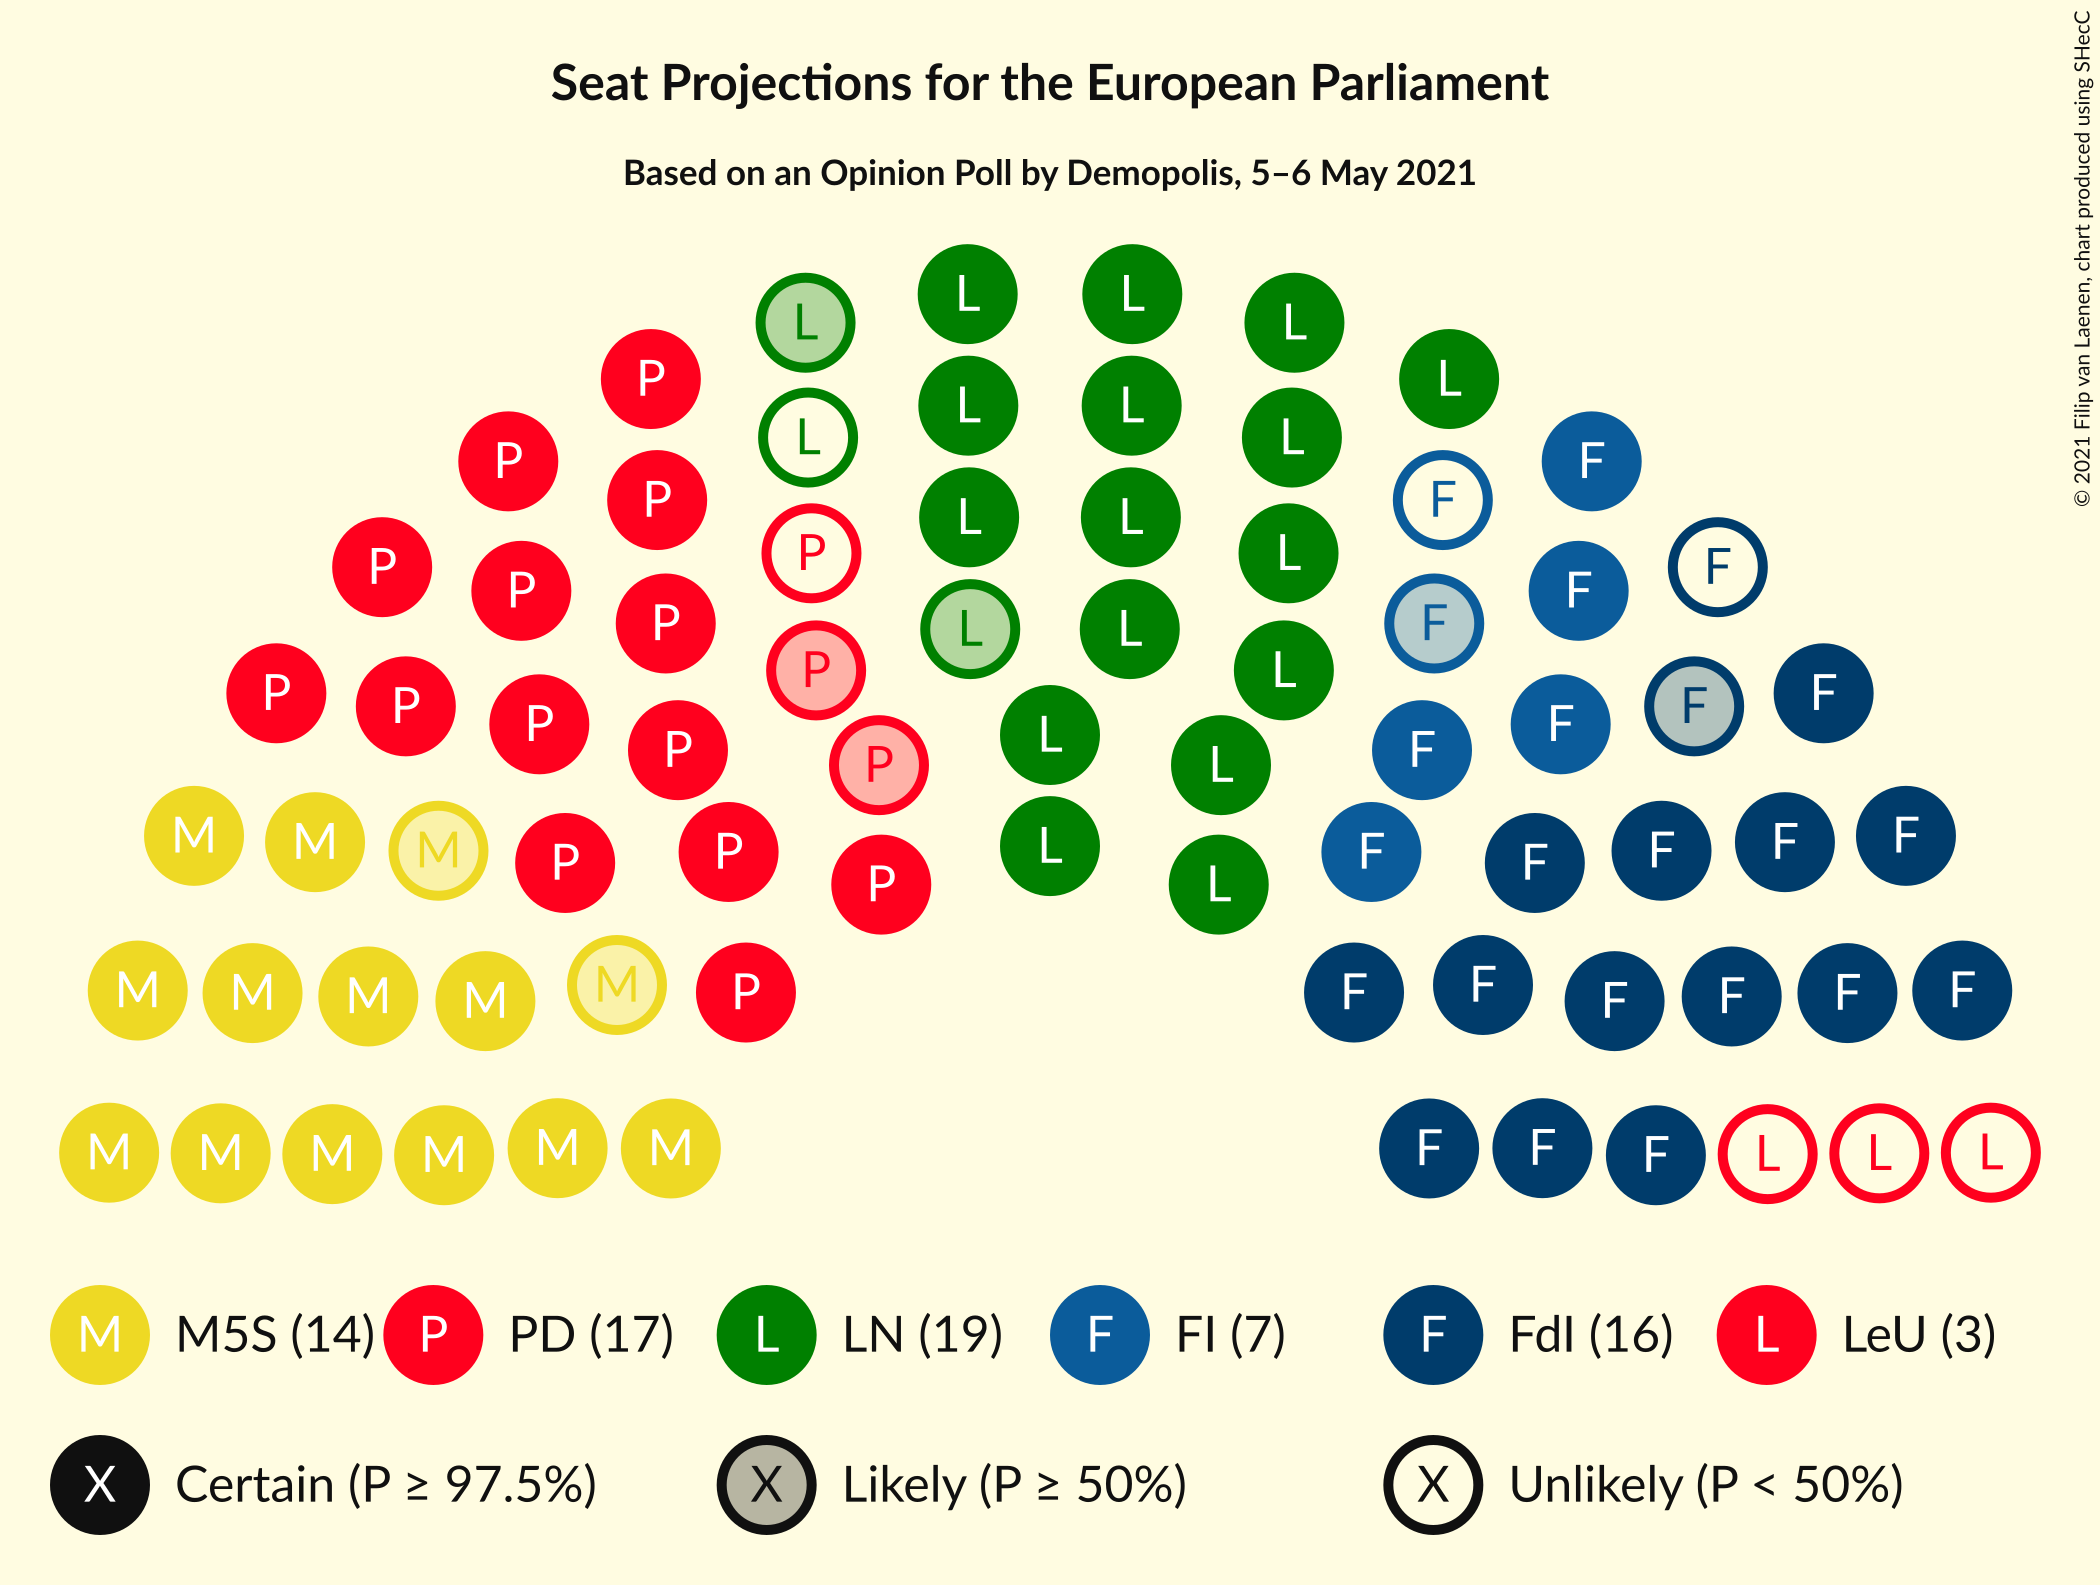 Seat Projections for the European Parliament
Based on an Opinion Poll by Demopolis, 5–6 May 2021
© 2021 Filip van Laenen, chart produced using SHecC
L L
L L
P L
L L
L L
P F
P L
P F
L L
P L
P F F
P F
P L
L P
P L
F
P F
P P
P F
F F
P L
P F
P L
M M M P P P L F F F F F
P L
M M M M M P F F F F F F
M M M M M M F F F L L L
M M5S (14) P PD (17) L LN (19) F FI (7) F FdI (16) L LeU (3)
X Certain (P ≥ 97.5%) X Likely (P ≥ 50%) X Unlikely (P < 50%)